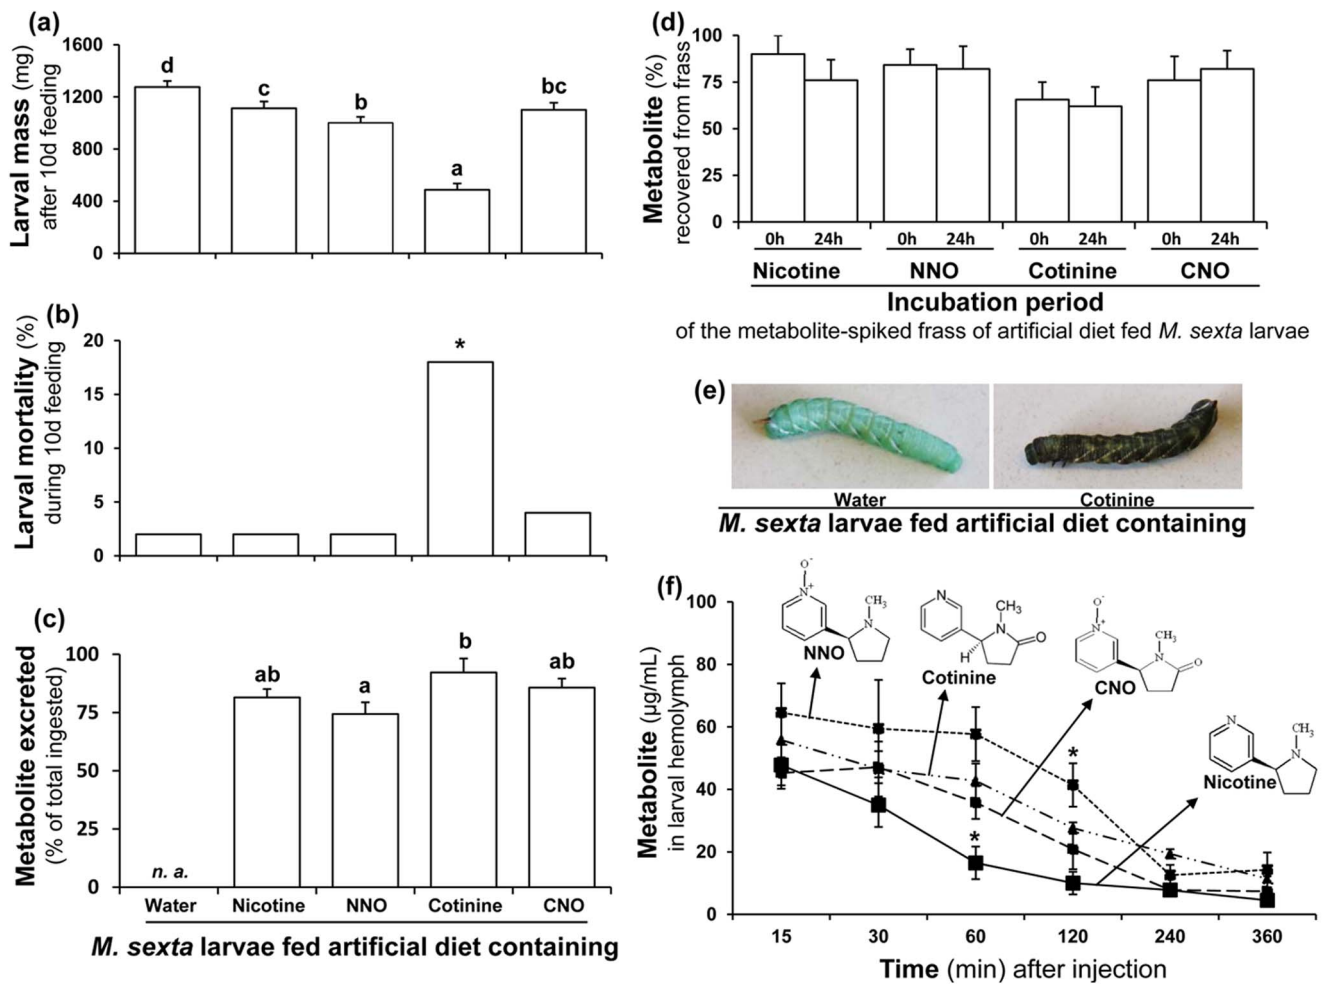 (a)
Larval mass (mg)
after 10d feeding
1600
1200
800
400
0
d
c
b
a
bc
(b)
Larval mortality (%)
during 10d feeding
20
15
10
5
0
*
(c)
Metabolite excreted
(% of total ingested)
100
75
50
25
0
n. a.
ab
a
b
ab
Water Nicotine NNO Cotinine CNO
M. sexta larvae fed artificial diet containing
(d)
Metabolite (%)
recovered from frass
100
75
50
25
0
0h 24h 0h 24h 0h 24h 0h 24h
Nicotine NNO Cotinine CNO
Incubation period
of the metabolite-spiked frass of artificial diet fed M. sexta larvae
(e)
Water Cotinine
M. sexta larvae fed artificial diet containing
(f)
Metabolite (µg/mL)
in larval hemolymph
100
80
60
40
20
0
O-
N+
CH3
N
NNO
N
CH3
N
O
H
Cotinine
O-
N+
CH3
N
O
CNO
N
CH3
N
Nicotine
*
*
15 30 60 120 240 360
Time (min) after injection